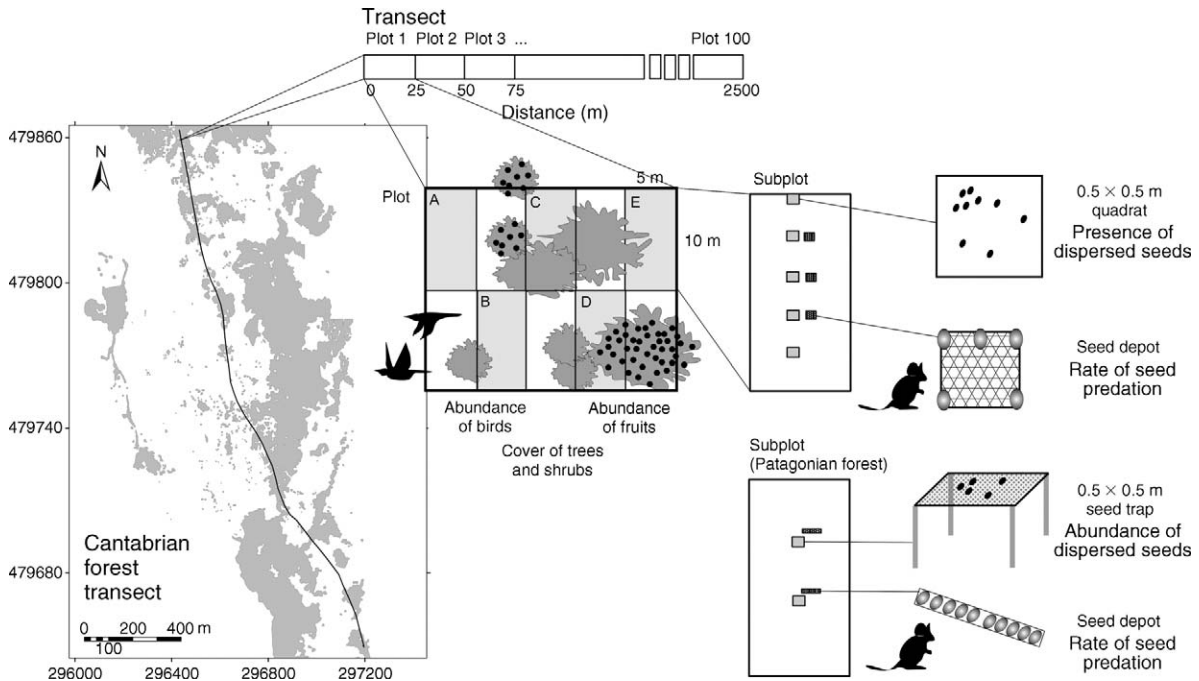 Transect
Plot 1 Plot 2 Plot 3 ... Plot 100
0 25 50 75 2500
Distance (m)
479860
479800
479740
479680
N
Cantabrian
forest
transect
0 200 400 m
100
296000 296400 296800 297200
Plot
5 m
10 m
A
C
E
B
D
Abundance
of birds
Abundance
of fruits
Cover of trees
and shrubs
Subplot
0.5 × 0.5 m
quadrat
Presence of
dispersed seeds
Seed depot
Rate of seed
predation
Subplot
(Patagonian forest)
0.5 × 0.5 m
seed trap
Abundance of
dispersed seeds
Seed depot
Rate of seed
predation